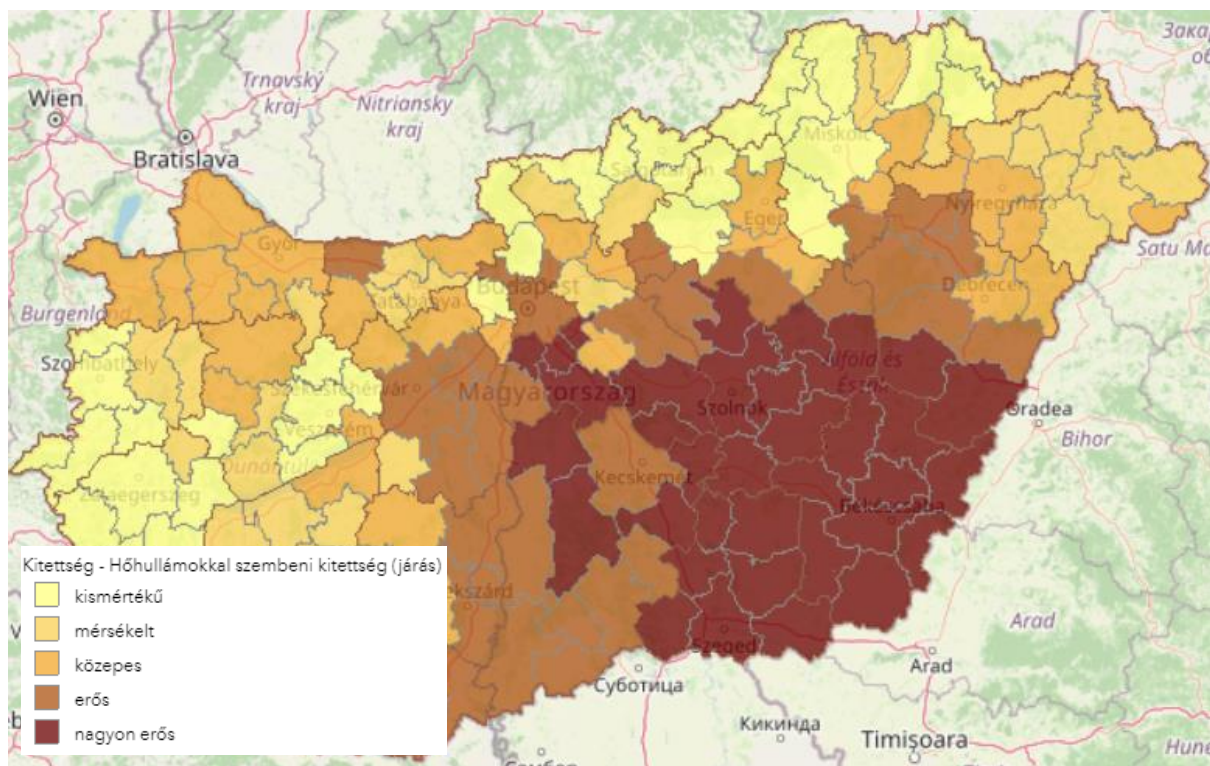 Wien
Bratislava
Trnavský
kraj
Nitriansky
kraj
Burgenland
Szombathely
Győr
Tatabánya
Budapest
Miskolc
Eger
Nyíregyháza
Debrecen
Satu Ma
Székesfehérvár
Veszprém
Dunántúl
Zalaegerszeg
Magyarország
Szolnok
Alföld és
Észak
Oradea
Bihor
Kecskemét
Békéscsaba
Szeged
Суботица
Arad
Arad
Кикинда
Timișoara
Hune
ekszárd
Kitettség - Hőhullámokkal szembeni kitettség (járás)
kismértékű
mérsékelt
közepes
erős
nagyon erős